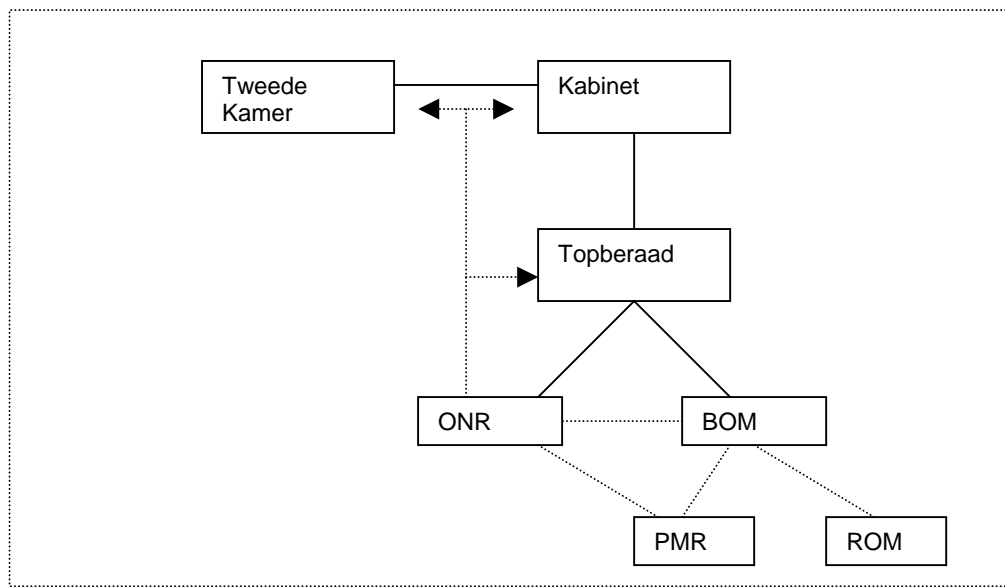 Tweede
Kamer
Kabinet
Topberaad
ONR
BOM
PMR
ROM